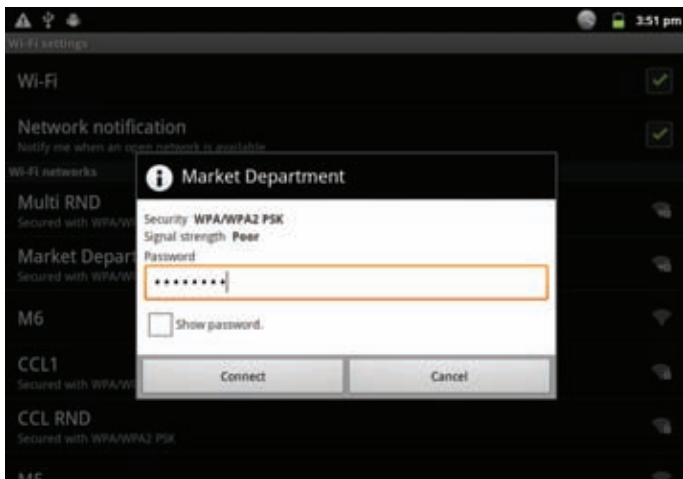 3:51 pm
Wi-Fi settings
Wi-Fi
Network notification
Notify me when an open network is available
Wi-Fi networks
Market Department
Multi RND
Secured with WPA/W
Security WPA/WPA2 PSK
Signal strength Poor
Market Depart
Secured with WPA/W
Password
••••••••
Show password.
M6
CCL1
Secured with WPA/W
Connect
Cancel
CCL RND
Secured with WPA/WPA2 PSK